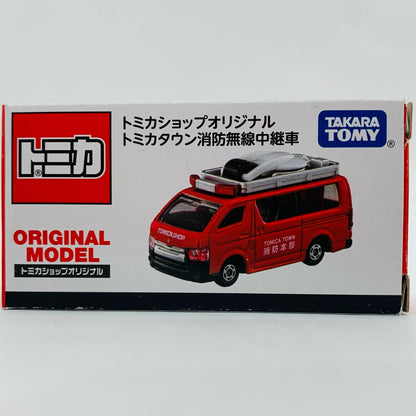 トミカ
®
ORIGINAL
MODEL
トミカショップオリジナル
トミカショップオリジナル
トミカタウン消防無線中継車
TAKARA
TOMY
®
TOMICASHOP
TOMICA TOWN
消防本部